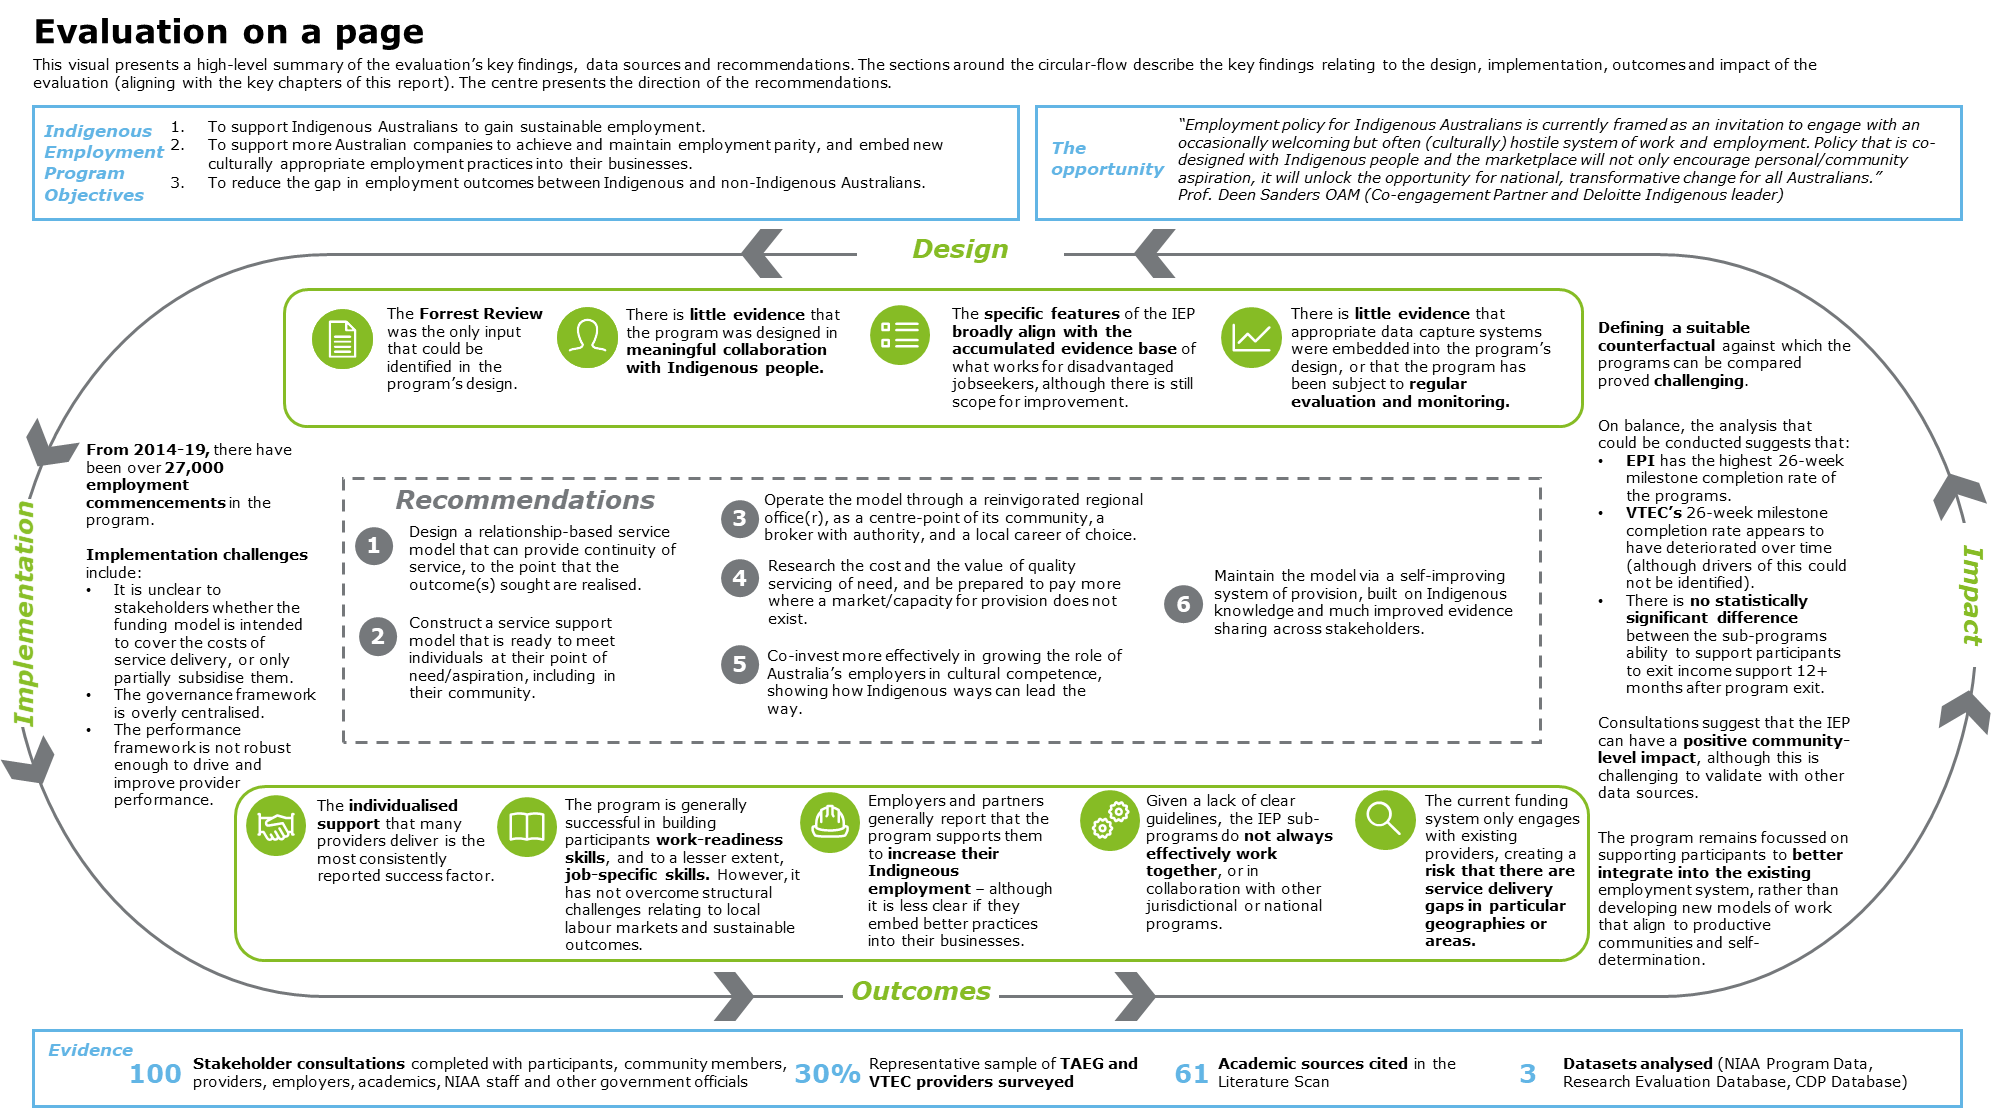 Evaluation on a page
This visual presents a high-level summary of the evaluation's key findings, data sources and recommendations. The sections around the circular-flow describe the key findings relating to the design, implementation, outcomes and impact of the
evaluation (aligning with the key chapters of this report). The centre presents the direction of the recommendations.
Indigenous
Employment
Program
Objectives
1. To support Indigenous Australians to gain sustainable employment.
2. To support more Australian companies to achieve and maintain employment parity, and embed new
culturally appropriate employment practices into their businesses.
3. To reduce the gap in employment outcomes between Indigenous and non-Indigenous Australians.
The
opportunity
“Employment policy for Indigenous Australians is currently framed as an invitation to engage with an
occasionally welcoming but often (culturally) hostile system of work and employment. Policy that is co-
designed with Indigenous people and the marketplace will not only encourage personal/community
aspiration, it will unlock the opportunity for national, transformative change for all Australians.”
Prof. Deen Sanders OAM (Co-engagement Partner and Deloitte Indigenous leader)
Design
The Forrest Review
was the only input
that could be
identified in the
program's design.
There is little evidence that
the program was designed in
meaningful collaboration
with Indigenous people.
The specific features of the IEP
broadly align with the
accumulated evidence base of
what works for disadvantaged
jobseekers, although there is still
scope for improvement.
There is little evidence that
appropriate data capture systems
were embedded into the program's
design, or that the program has
been subject to regular
evaluation and monitoring.
Implementation
From 2014-19, there have
been over 27,000
employment
commencements in the
program.
Implementation challenges
include:
• It is unclear to
stakeholders whether the
funding model is intended
to cover the costs of
service delivery, or only
partially subsidise them.
• The governance framework
is overly centralised.
• The performance
framework is not robust
enough to drive and
improve provider
performance.
Recommendations
1 Design a relationship-based service
model that can provide continuity of
service, to the point that the
outcome(s) sought are realised.
2 Construct a service support
model that is ready to meet
individuals at their point of
need/aspiration, including in
their community.
3 Operate the model through a reinvigorated regional
office(r), as a centre-point of its community, a
broker with authority, and a local career of choice.
4 Research the cost and the value of quality
servicing of need, and be prepared to pay more
where a market/capacity for provision does not
exist.
5 Co-invest more effectively in growing the role of
Australia's employers in cultural competence,
showing how Indigenous ways can lead the
way.
6 Maintain the model via a self-improving
system of provision, built on Indigenous
knowledge and much improved evidence
sharing across stakeholders.
Impact
Defining a suitable
counterfactual against which the
programs can be compared
proved challenging.
On balance, the analysis that
could be conducted suggests that:
• EPI has the highest 26-week
milestone completion rate of
the programs.
• VTEC's 26-week milestone
completion rate appears to
have deteriorated over time
(although drivers of this could
not be identified).
• There is no statistically
significant difference
between the sub-programs
ability to support participants
to exit income support 12+
months after program exit.
Consultations suggest that the IEP
can have a positive community-
level impact, although this is
challenging to validate with other
data sources.
The program remains focussed on
supporting participants to better
integrate into the existing
employment system, rather than
developing new models of work
that align to productive
communities and self-
determination.
The individualised
support that many
providers deliver is the
most consistently
reported success factor.
The program is generally
successful in building
participants work-readiness
skills, and to a lesser extent,
job-specific skills. However, it
has not overcome structural
challenges relating to local
labour markets and sustainable
outcomes.
Employers and partners
generally report that the
program supports them
to increase their
Indigneous
employment – although
it is less clear if they
embed better practices
into their businesses.
Given a lack of clear
guidelines, the IEP sub-
programs do not always
effectively work
together, or in
collaboration with other
jurisdictional or national
programs.
The current funding
system only engages
with existing
providers, creating a
risk that there are
service delivery
gaps in particular
geographies or
areas.
Outcomes
Evidence
100 Stakeholder consultations completed with participants, community members,
providers, employers, academics, NIAA staff and other government officials
30% Representative sample of TAEG and
VTEC providers surveyed
61 Academic sources cited in the
Literature Scan
3 Datasets analysed (NIAA Program Data,
Research Evaluation Database, CDP Database)